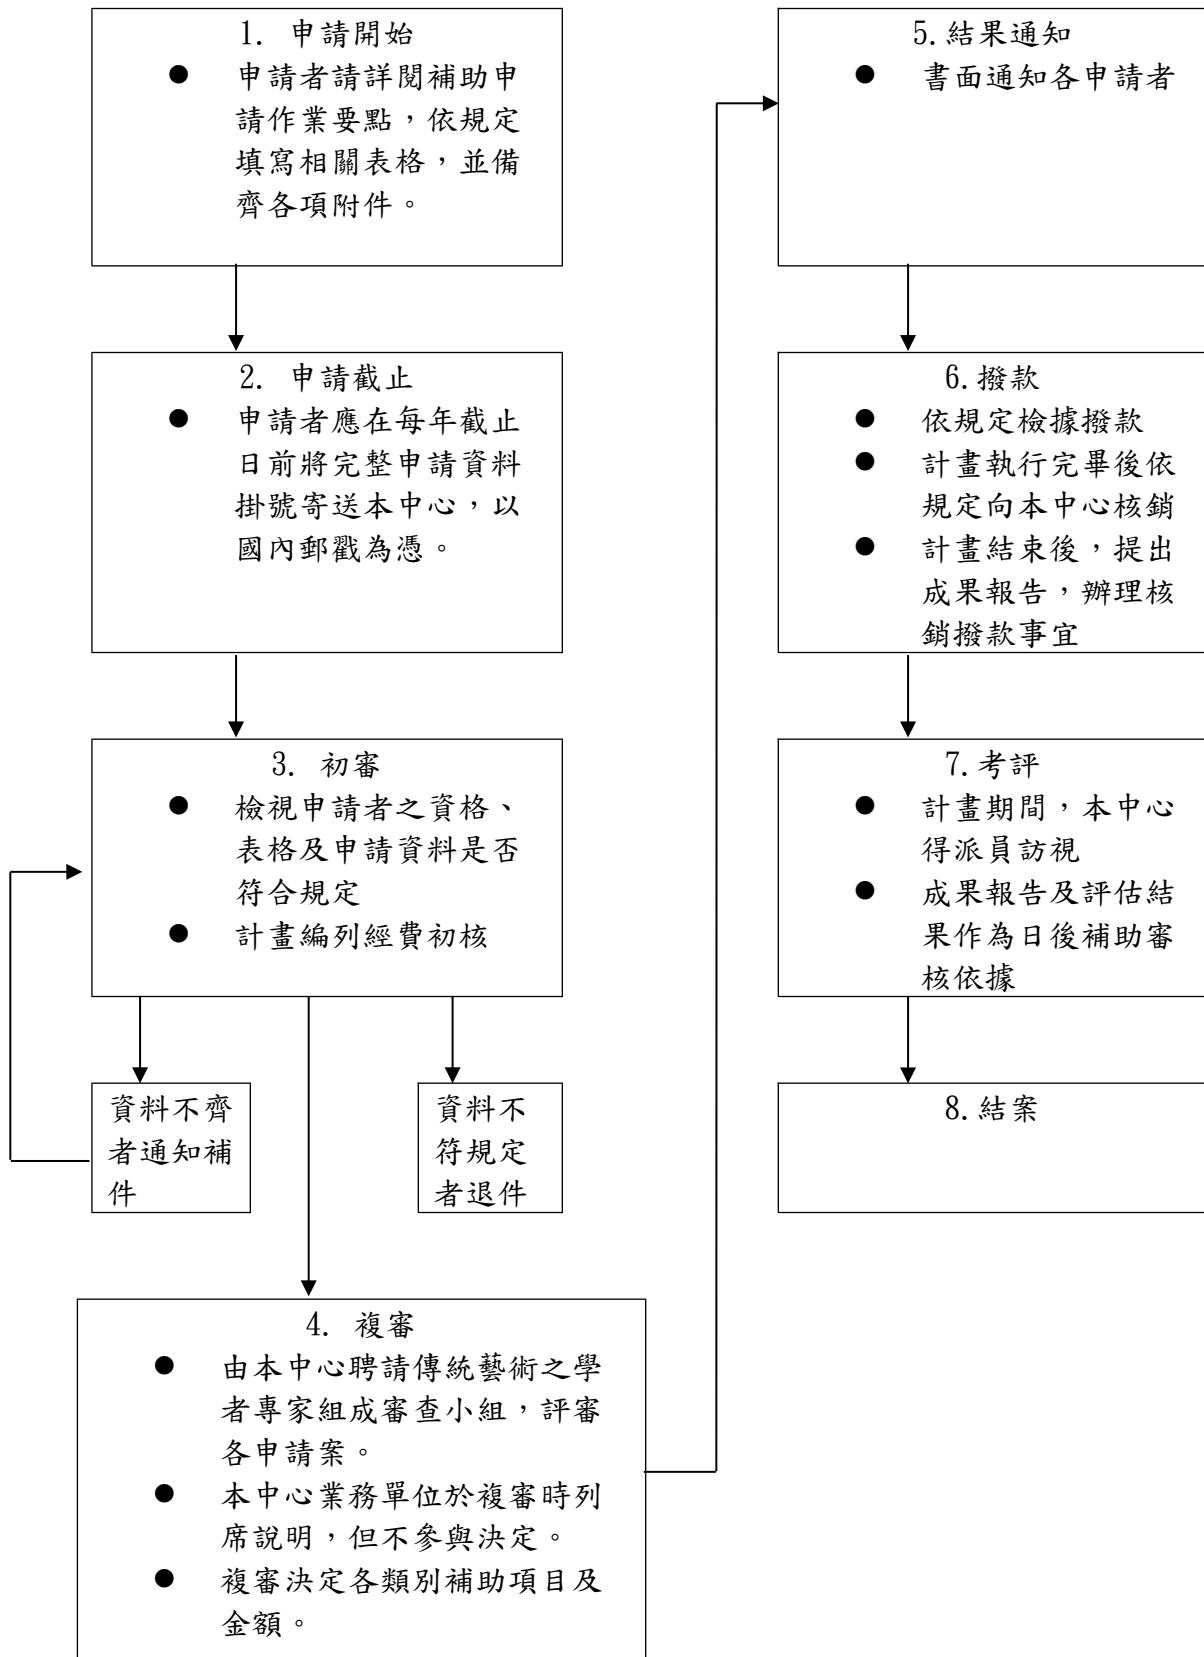 1. 申請開始
● 申請者請詳閱補助申
請作業要點，依規定
填寫相關表格，並備
齊各項附件。
2. 申請截止
● 申請者應在每年截止
日前將完整申請資料
掛號寄送本中心，以
國內郵戳為憑。
3. 初審
● 檢視申請者之資格、
表格及申請資料是否
符合規定
● 計畫編列經費初核
資料不齊
者通知補
件
資料不
符規定
者退件
4. 複審
● 由本中心聘請傳統藝術之學
者專家組成審查小組，評審
各申請案。
● 本中心業務單位於複審時列
席說明，但不參與決定。
● 複審決定各類別補助項目及
金額。
5.結果通知
● 書面通知各申請者
6.撥款
● 依規定檢據撥款
● 計畫執行完畢後依
規定向本中心核銷
● 計畫結束後，提出
成果報告，辦理核
銷撥款事宜
7.考評
● 計畫期間，本中心
得派員訪視
● 成果報告及評估結
果作為日後補助審
核依據
8.結案